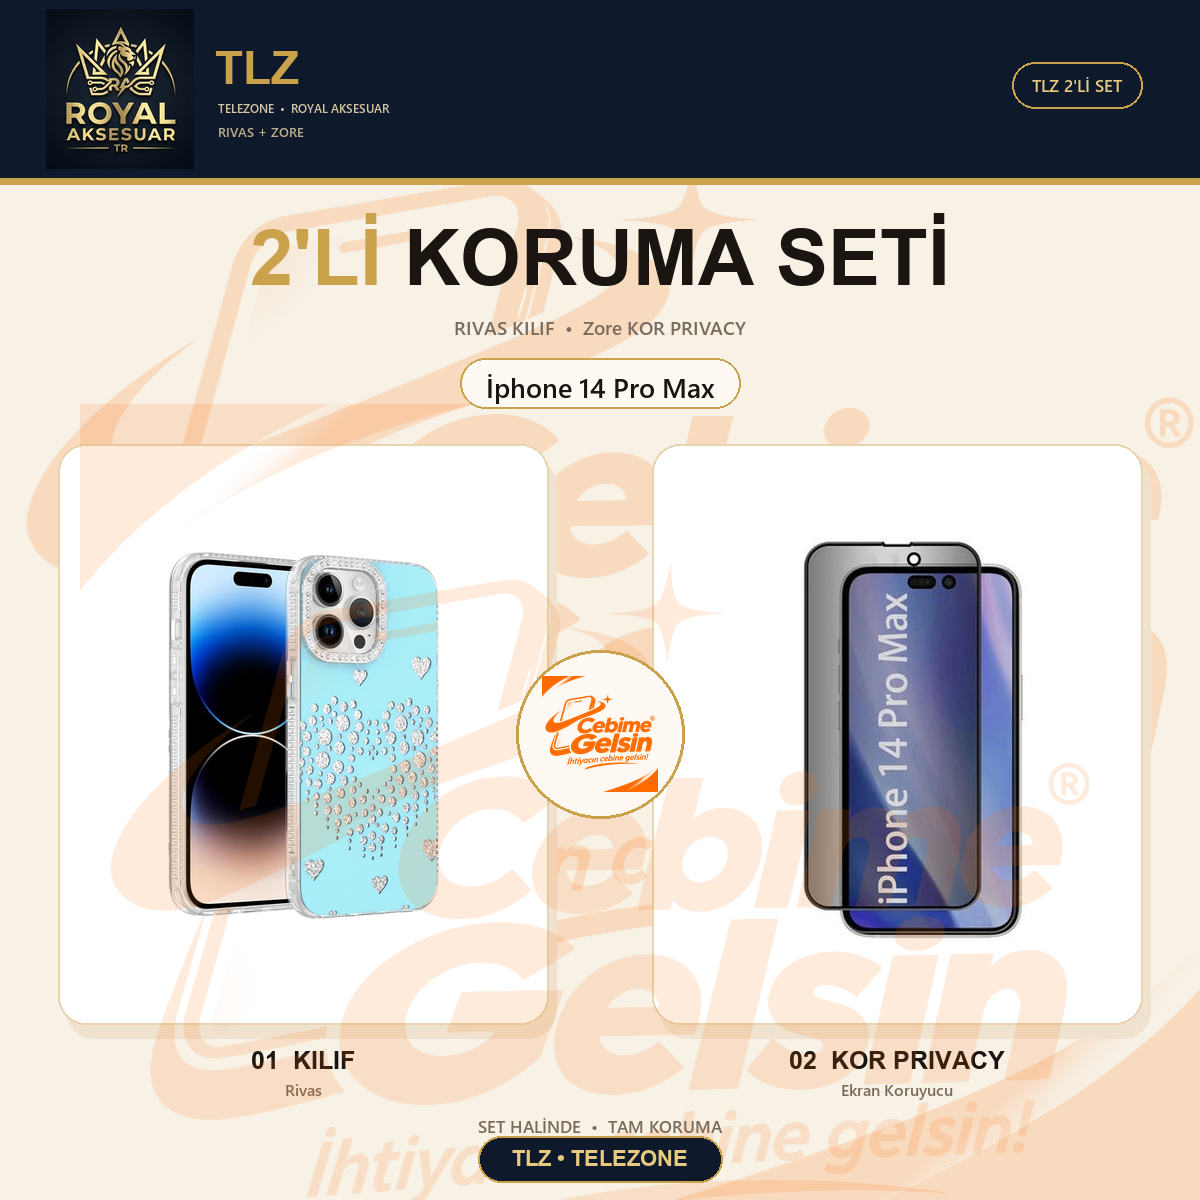 ROYAL
AKSESUAR
TR
TLZ
TELEZONE • ROYAL AKSESUAR
RIVAS + ZORE
TLZ 2'Lİ SET
2'Lİ KORUMA SETİ
RIVAS KILIF • Zore KOR PRIVACY
İphone 14 Pro Max
iPhone 14 Pro Max
Cebime®
Gelsin
İhtiyacın cebine gelsin!
Cebime®
Gelsin
01 KILIF
Rivas
02 KOR PRIVACY
Ekran Koruyucu
SET HALİNDE • TAM KORUMA
TLZ • TELEZONE